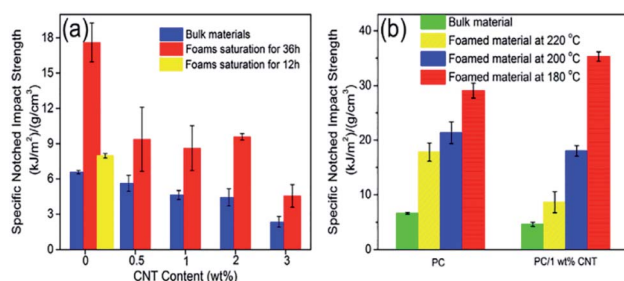 (a)
Bulk materials
Foams saturation for 36h
Foams saturation for 12h
Specific Notched Impact Strength
(kJ/m²)/(g/cm³)
18
15
12
9
6
3
0
0
0.5
1
2
3
CNT Content (wt%)
(b)
Bulk material
Foamed material at 220 °C
Foamed material at 200 °C
Foamed material at 180 °C
Specific Notched Impact Strength
(kJ/m²)/(g/cm³)
40
30
20
10
0
PC
PC/1 wt% CNT